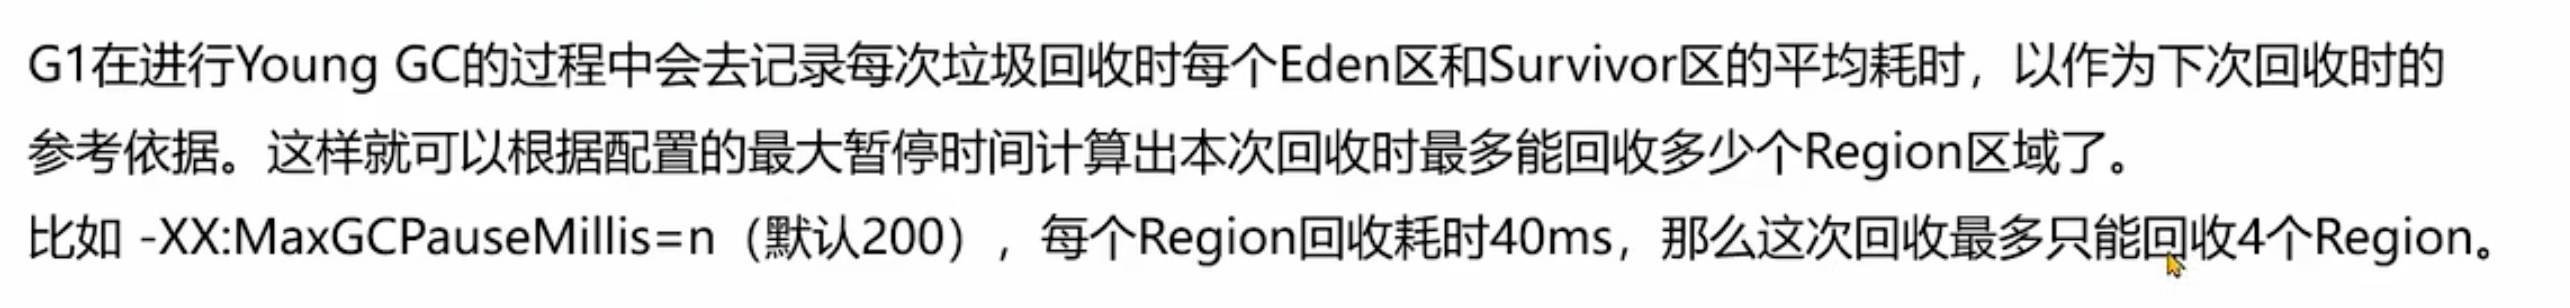 G1在进行Young GC的过程中会去记录每次垃圾回收时每个Eden区和Survivor区的平均耗时，以作为下次回收时的
参考依据。这样就可以根据配置的最大暂停时间计算出本次回收时最多能回收多少个Region区域了。
比如 -XX:MaxGCPauseMillis=n（默认200），每个Region回收耗时40ms，那么这次回收最多只能回收4个Region。